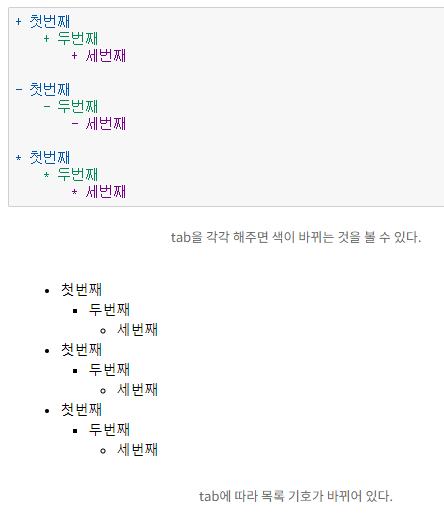 + 첫번째
+ 두번째
+ 세번째
- 첫번째
- 두번째
- 세번째
* 첫번째
* 두번째
* 세번째
tab을 각각 해주면 색이 바뀌는 것을 볼 수 있다.
• 첫번째
▪ 두번째
◦ 세번째
• 첫번째
▪ 두번째
◦ 세번째
• 첫번째
▪ 두번째
◦ 세번째
tab에 따라 목록 기호가 바뀌어 있다.